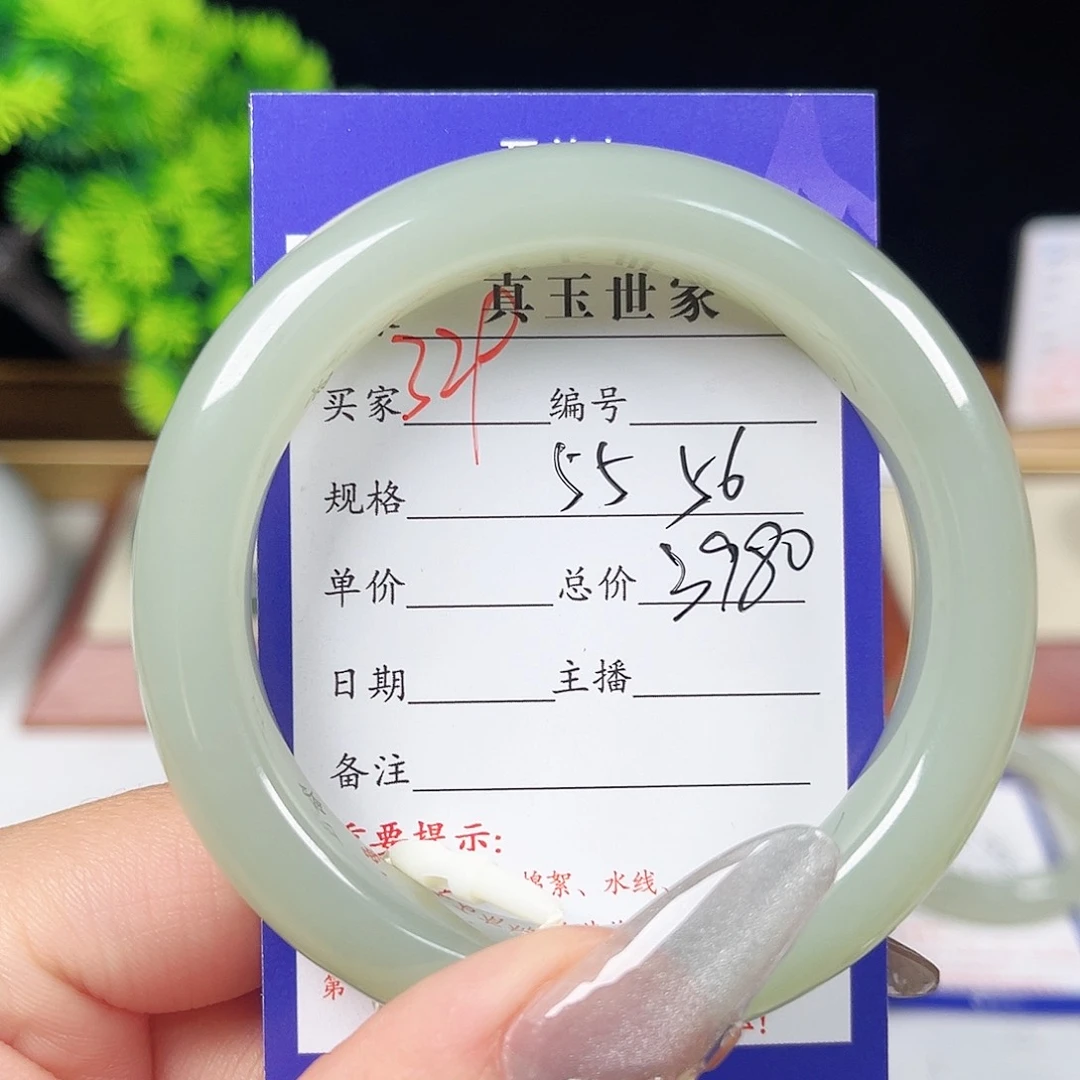 真玉世家
买家 编号
规格 55 56
单价 总价 3980
日期 主播
备注
重要提示:
棉絮、水线、
第